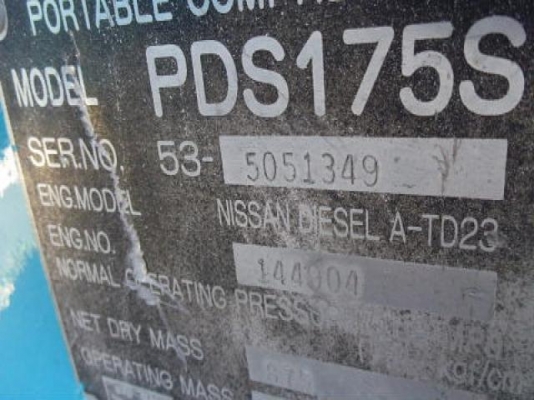 PORTABLE
MODEL PDS175S
SER.NO. 53- 5051349
ENG.MODEL NISSAN DIESEL A-TD23
ENG.NO. 144004
NORMAL OPERATING
NET DRY MASS
OPERATING MASS